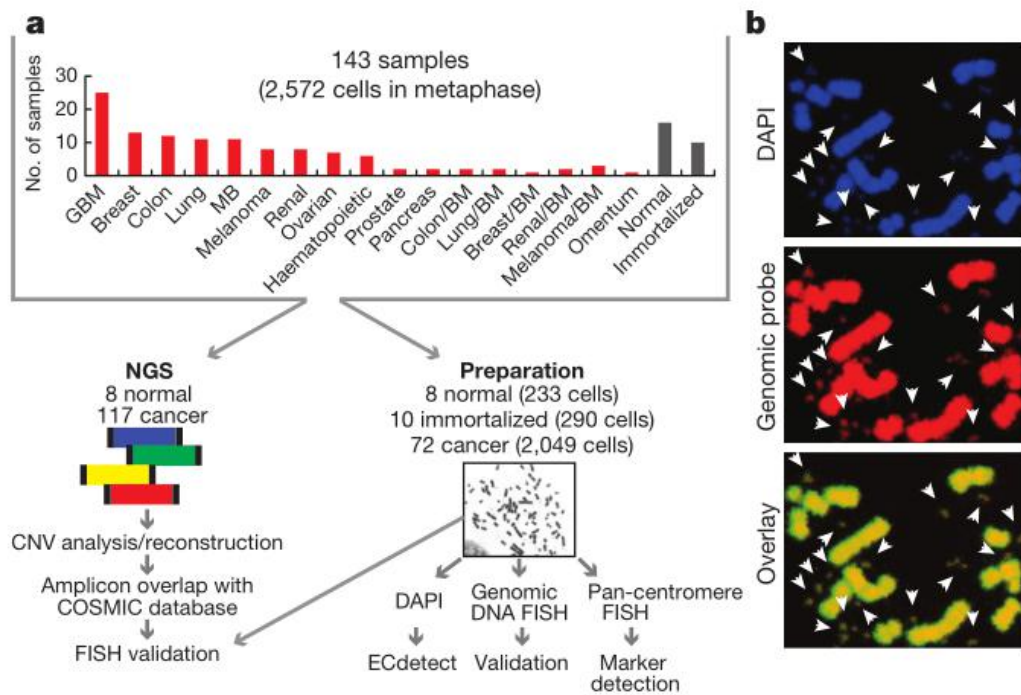 a
143 samples
(2,572 cells in metaphase)
No. of samples
30
20
10
0
GBM
Breast
Colon
Lung
MB
Melanoma
Renal
Ovarian
Haematopoietic
Prostate
Pancreas
Colon/BM
Lung/BM
Breast/BM
Renal/BM
Melanoma/BM
Omentum
Normal
Immortalized
NGS
8 normal
117 cancer
CNV analysis/reconstruction
Amplicon overlap with
COSMIC database
FISH validation
Preparation
8 normal (233 cells)
10 immortalized (290 cells)
72 cancer (2,049 cells)
DAPI
ECdetect
Genomic
DNA FISH
Validation
Pan-centromere
FISH
Marker
detection
b
DAPI
Genomic probe
Overlay